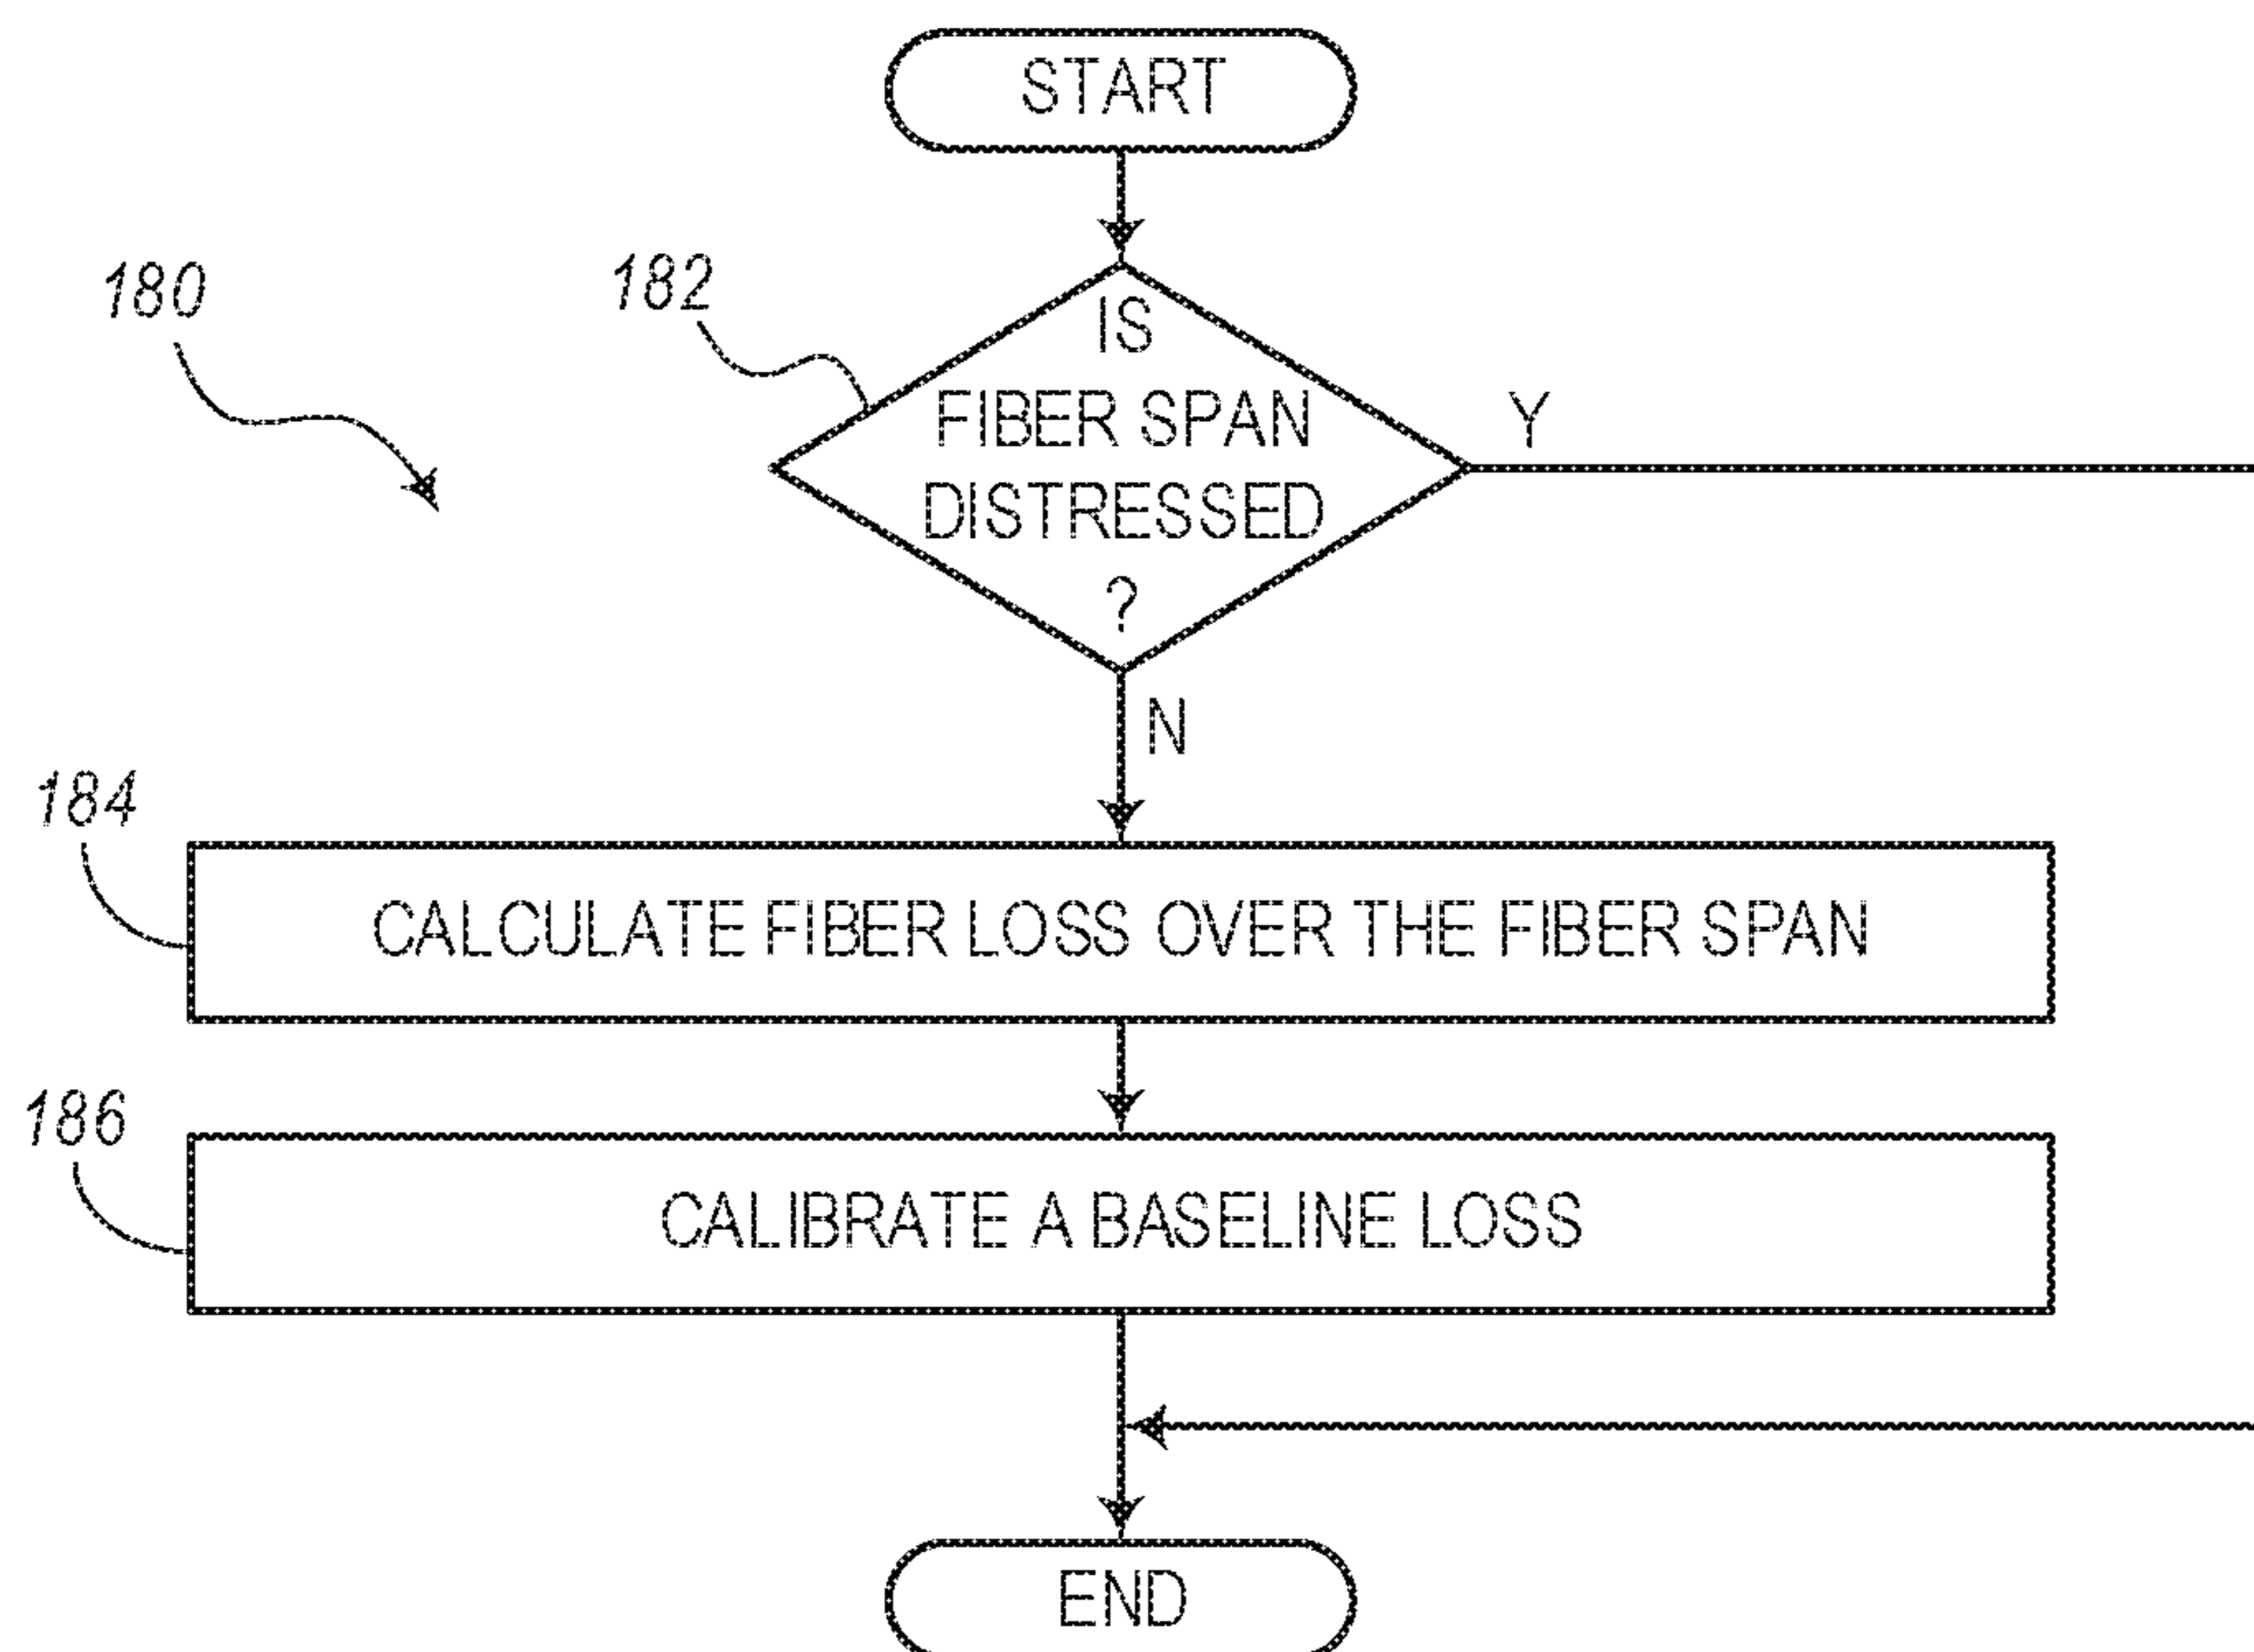 START
180
182
IS
FIBER SPAN
DISTRESSED
?
Y
N
184
CALCULATE FIBER LOSS OVER THE FIBER SPAN
186
CALIBRATE A BASELINE LOSS
END